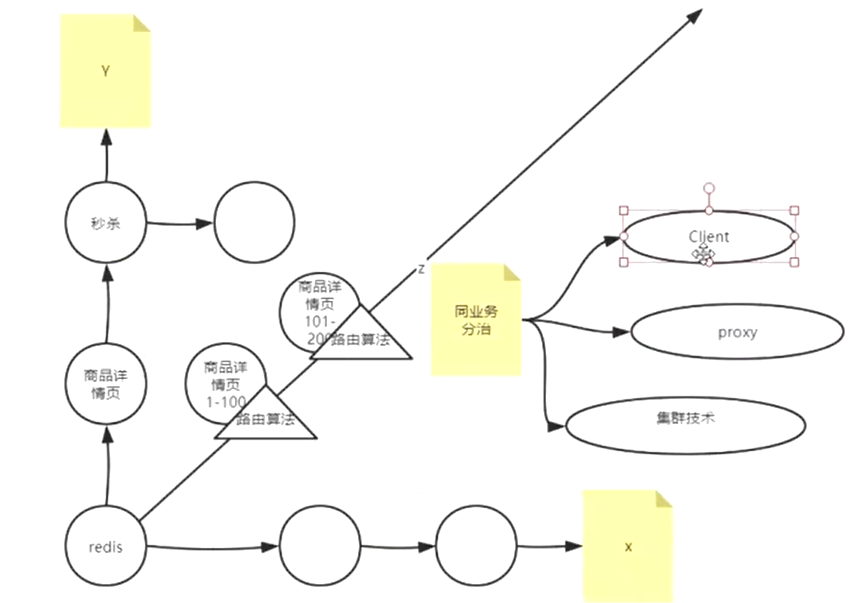 Y
秒杀
Client
z
商品详
情页
101-
200
路由算法
同业务
分治
proxy
商品详
情页
商品详
情页
1-100
路由算法
集群技术
redis
x